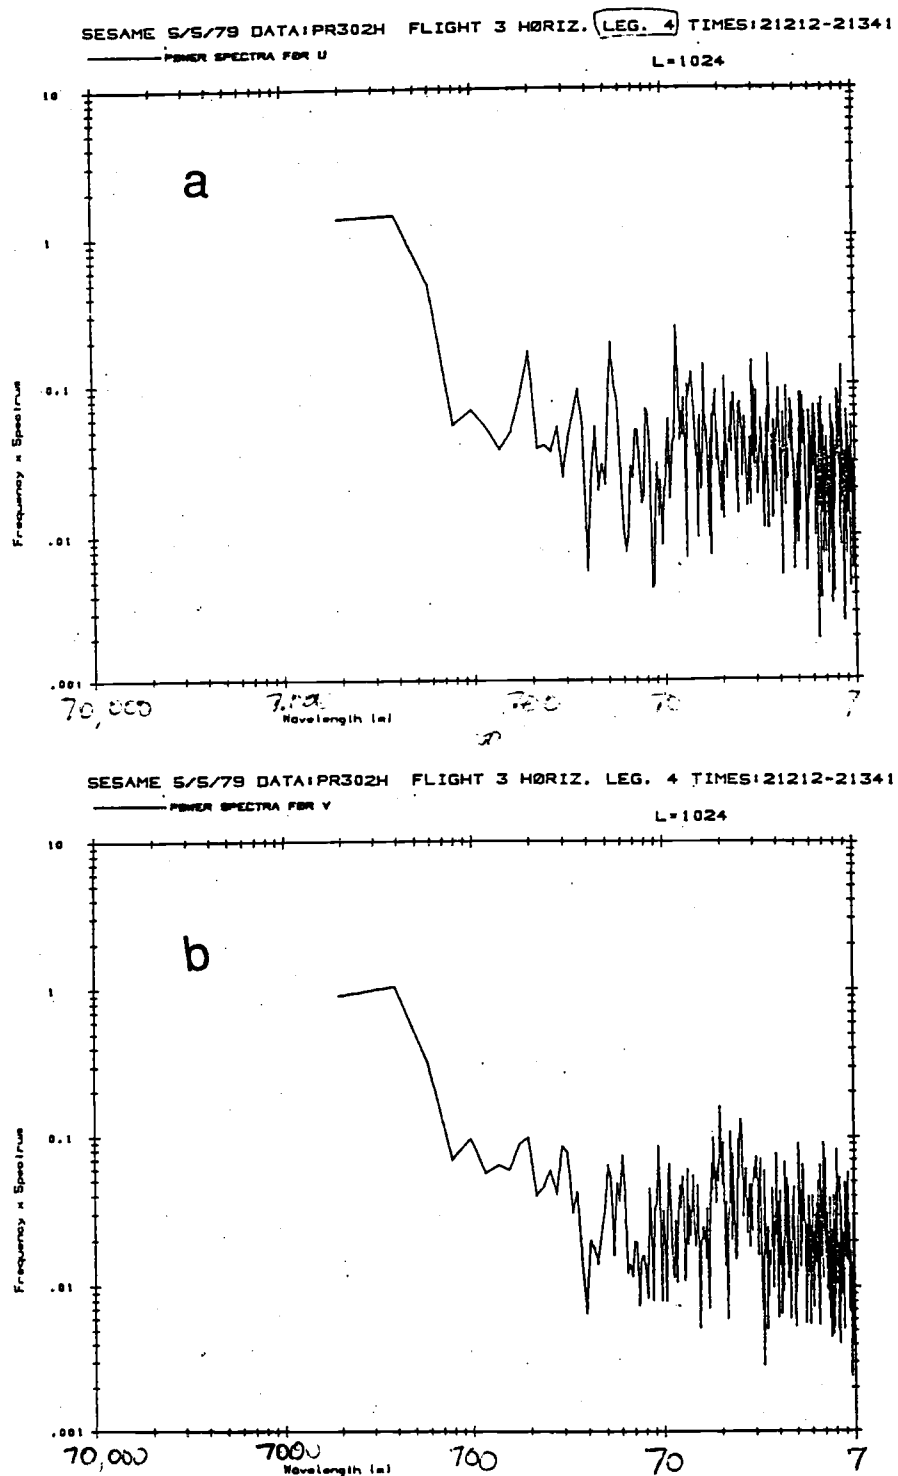 SESAME 5/5/79 DATA:PR302H FLIGHT 3 HØRIZ. LEG. 4 TIMES:21212-21341
POWER SPECTRA FOR U
L=1024
10
a
1
0.1
.01
.001
Frequency x Spectrum
70,000 700 70 7
Wavelength (m)
SESAME 5/5/79 DATA:PR302H FLIGHT 3 HØRIZ. LEG. 4 TIMES:21212-21341
POWER SPECTRA FOR V
L=1024
10
b
1
0.1
.01
.001
Frequency x Spectrum
70,000 7000 700 70 7
Wavelength (m)